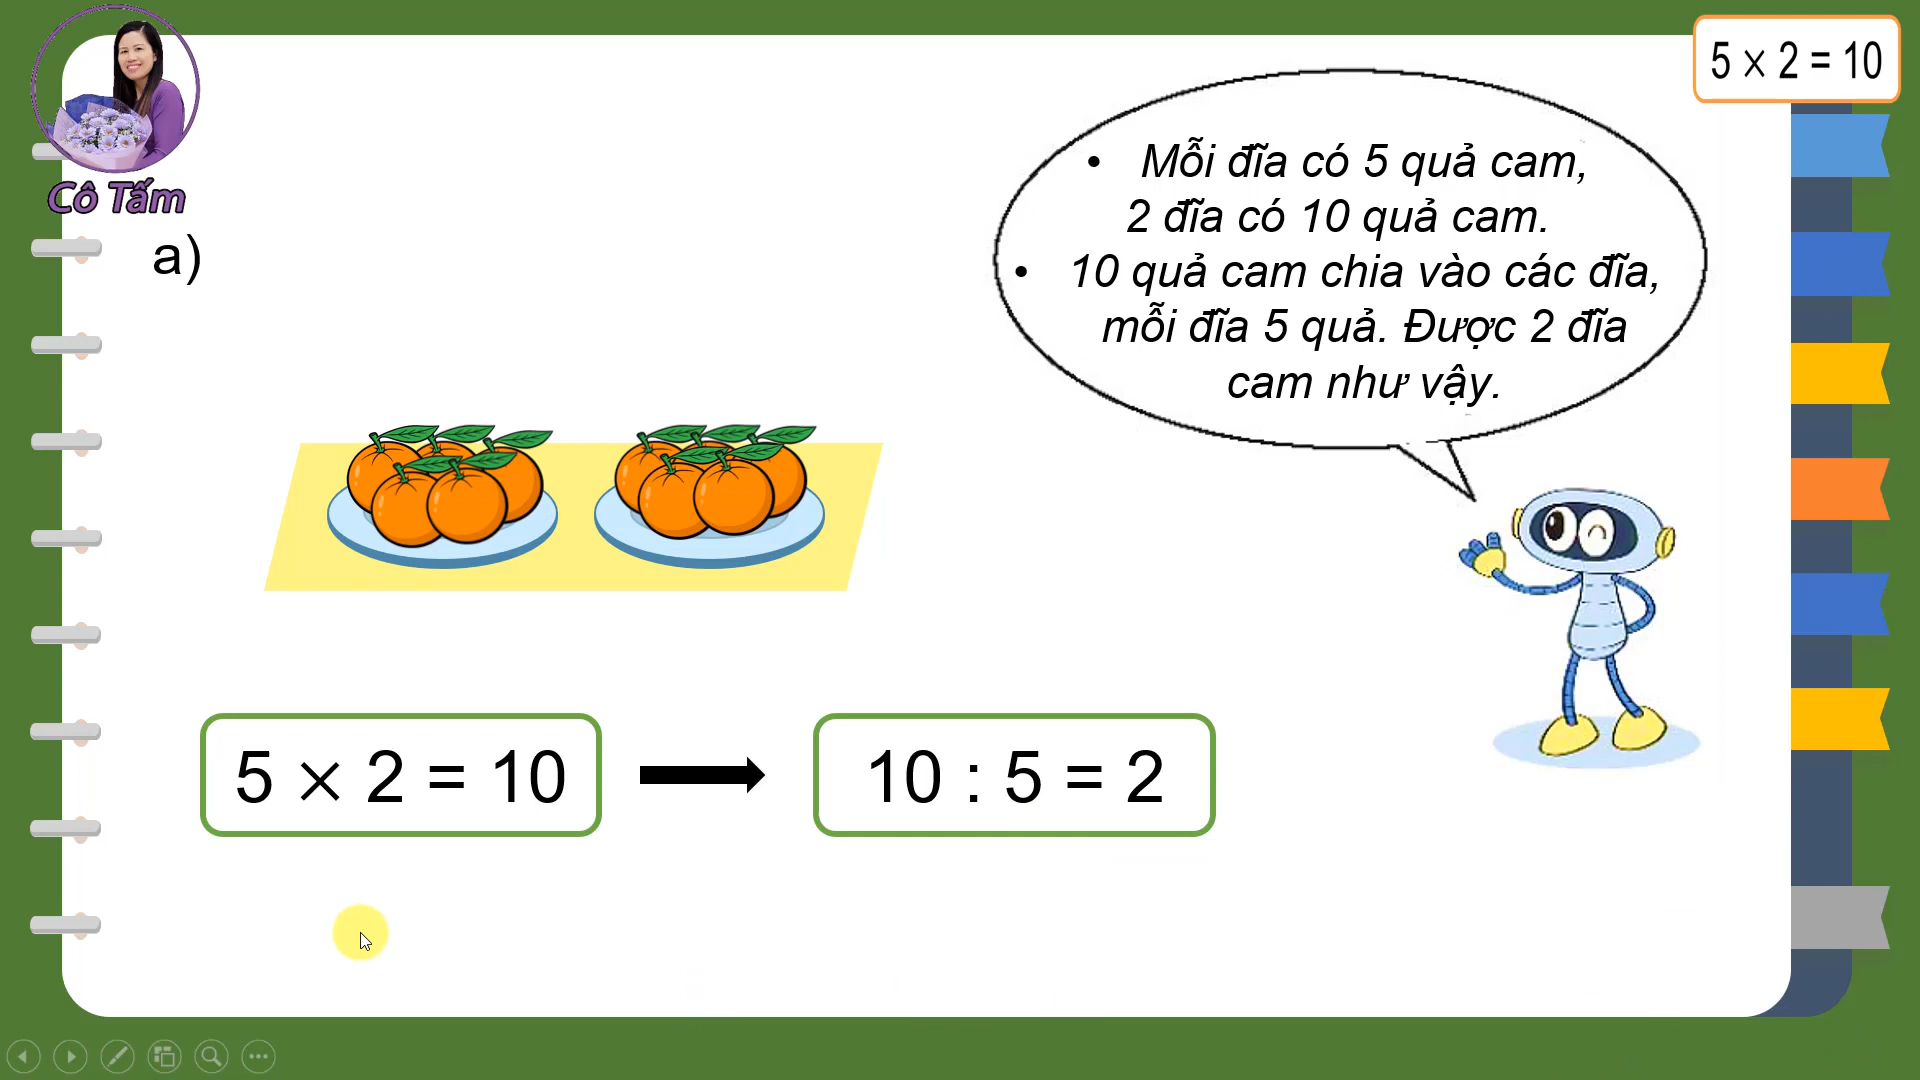 5 × 2 = 10
Cô Tấm
a)
• Mỗi đĩa có 5 quả cam,
2 đĩa có 10 quả cam.
• 10 quả cam chia vào các đĩa,
mỗi đĩa 5 quả. Được 2 đĩa
cam như vậy.
5 × 2 = 10
10 : 5 = 2